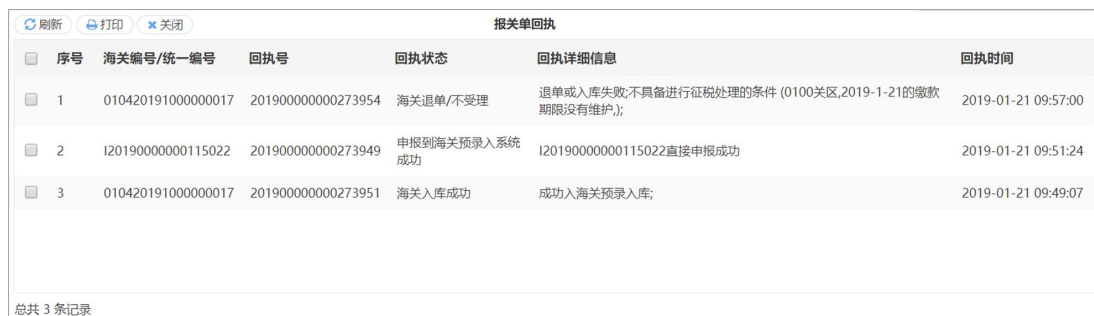 刷新 打印 关闭 报关单回执
序号 海关编号/统一编号 回执号 回执状态 回执详细信息 回执时间
1 010420191000000017 201900000000273954 海关退单/不受理 退单或入库失败;不具备进行征税处理的条件 (0100关区,2019-1-21的缴款
期限没有维护,); 2019-01-21 09:57:00
2 I20190000000115022 201900000000273949 申报到海关预录入系统
成功 I20190000000115022直接申报成功 2019-01-21 09:51:24
3 010420191000000017 201900000000273951 海关入库成功 成功入海关预录入库; 2019-01-21 09:49:07
总共 3 条记录